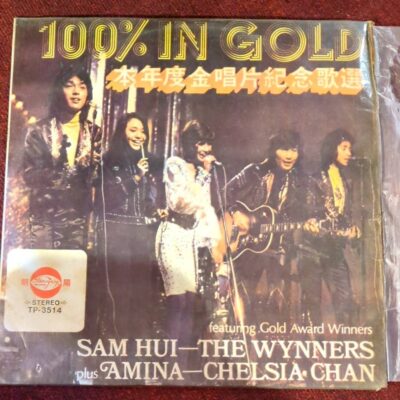 100% IN GOLD
本年度金唱片紀念歌選
STEREO
TP-3514
featuring Gold Award Winners
SAM HUI—THE WYNNERS
plus AMINA—CHELSIA CHAN